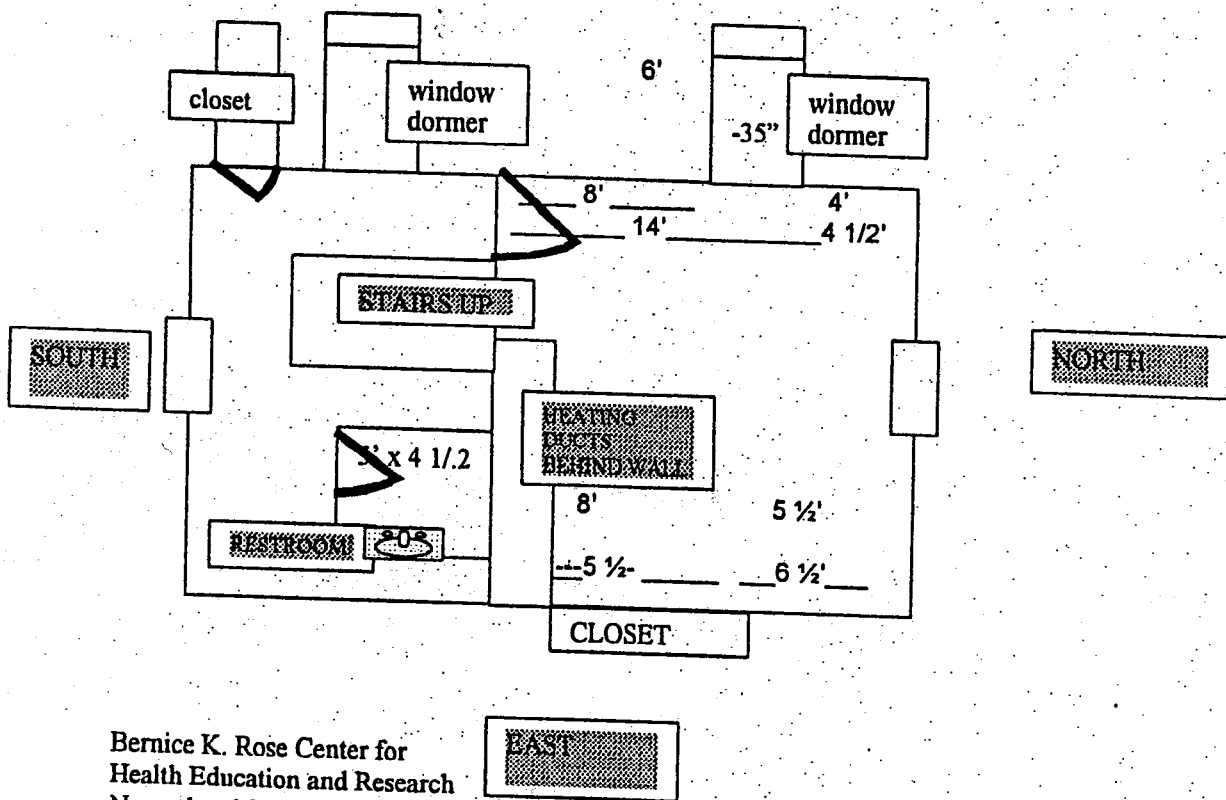 6'
closet
window
dormer
window
dormer
-35"
8'
4'
14'
4 1/2'
STAIRS UP
SOUTH
NORTH
HEATING
DUCTS
BEHIND WALL
x 4 1/.2
8'
5 ½'
RESTROOM
0
---5 ½-
6 ½'
CLOSET
EAST
Bernice K. Rose Center for
Health Education and Research